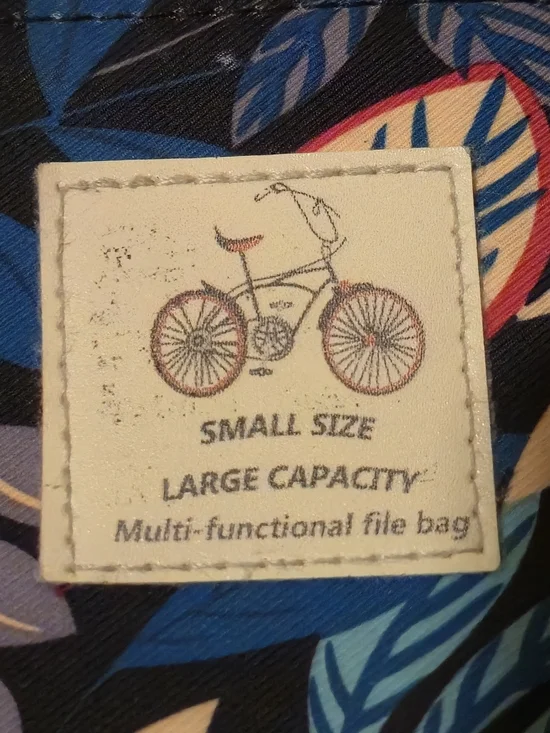 SMALL SIZE
LARGE CAPACITY
Multi-functional file bag